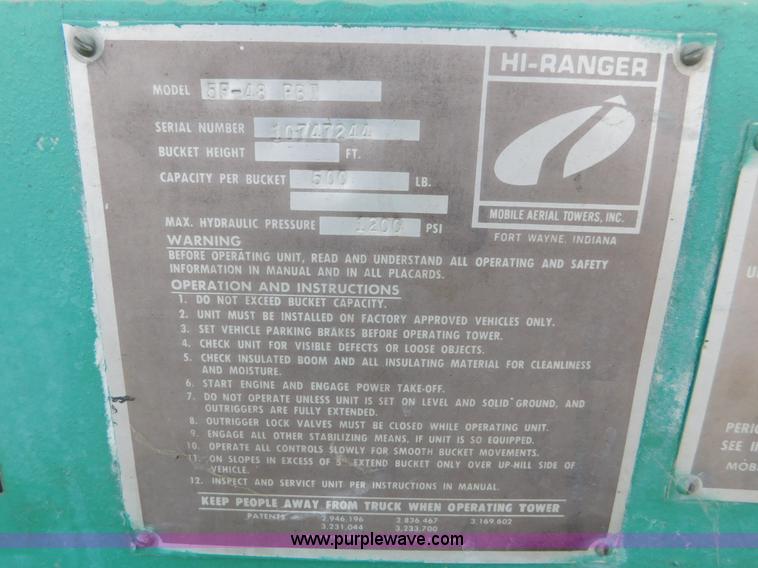 HI-RANGER
MODEL 5F-48 PBI
SERIAL NUMBER 10747244
BUCKET HEIGHT FT.
CAPACITY PER BUCKET 500 LB.
MAX. HYDRAULIC PRESSURE 1200 PSI
MOBILE AERIAL TOWERS, INC.
FORT WAYNE, INDIANA
WARNING
BEFORE OPERATING UNIT, READ AND UNDERSTAND ALL OPERATING AND SAFETY
INFORMATION IN MANUAL AND IN ALL PLACARDS.
OPERATION AND INSTRUCTIONS
1. DO NOT EXCEED BUCKET CAPACITY.
2. UNIT MUST BE INSTALLED ON FACTORY APPROVED VEHICLES ONLY.
3. SET VEHICLE PARKING BRAKES BEFORE OPERATING TOWER.
4. CHECK UNIT FOR VISIBLE DEFECTS OR LOOSE OBJECTS.
5. CHECK INSULATED BOOM AND ALL INSULATING MATERIAL FOR CLEANLINESS
AND MOISTURE.
6. START ENGINE AND ENGAGE POWER TAKE-OFF.
7. DO NOT OPERATE UNLESS UNIT IS SET ON LEVEL AND SOLID GROUND, AND
OUTRIGGERS ARE FULLY EXTENDED.
8. OUTRIGGER LOCK VALVES MUST BE CLOSED WHILE OPERATING UNIT.
9. ENGAGE ALL OTHER STABILIZING MEANS, IF UNIT IS SO EQUIPPED.
10. OPERATE ALL CONTROLS SLOWLY FOR SMOOTH BUCKET MOVEMENTS.
11. ON SLOPES IN EXCESS OF 5° EXTEND BUCKET ONLY OVER UP-HILL SIDE OF
VEHICLE.
12. INSPECT AND SERVICE UNIT PER INSTRUCTIONS IN MANUAL.
KEEP PEOPLE AWAY FROM TRUCK WHEN OPERATING TOWER
PATENTS 2,946,196 2,836,467 3,169,602
3,231,044 3,233,700
PERIO
SEE I
MOB
www.purplewave.com